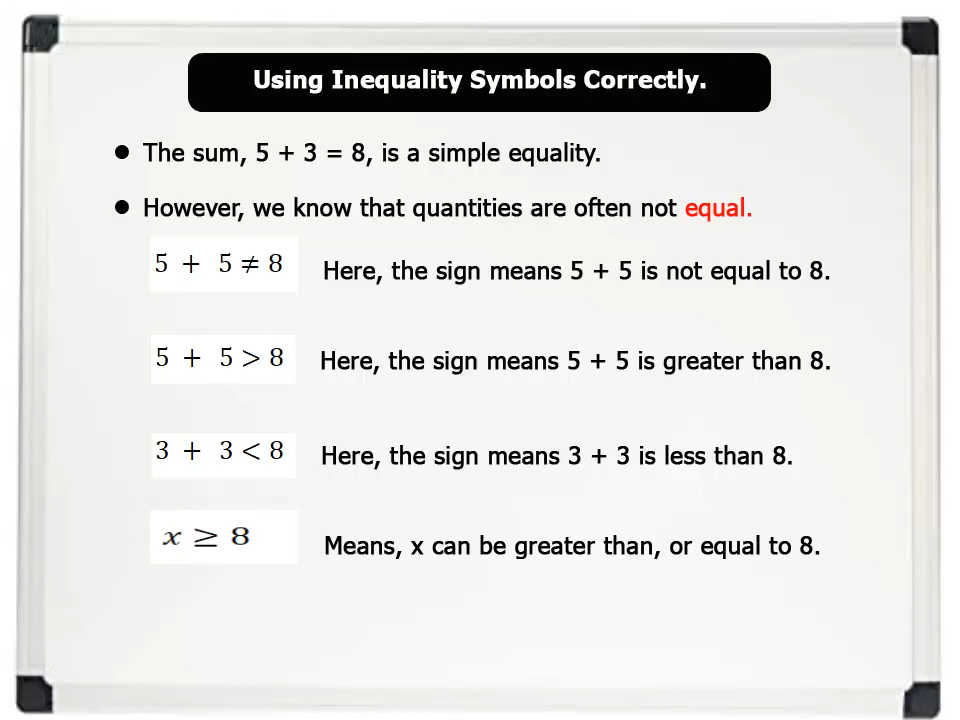 Using Inequality Symbols Correctly.
● The sum, 5 + 3 = 8, is a simple equality.
● However, we know that quantities are often not equal.
5 + 5 ≠ 8 Here, the sign means 5 + 5 is not equal to 8.
5 + 5 > 8 Here, the sign means 5 + 5 is greater than 8.
3 + 3 < 8 Here, the sign means 3 + 3 is less than 8.
x ≥ 8 Means, x can be greater than, or equal to 8.